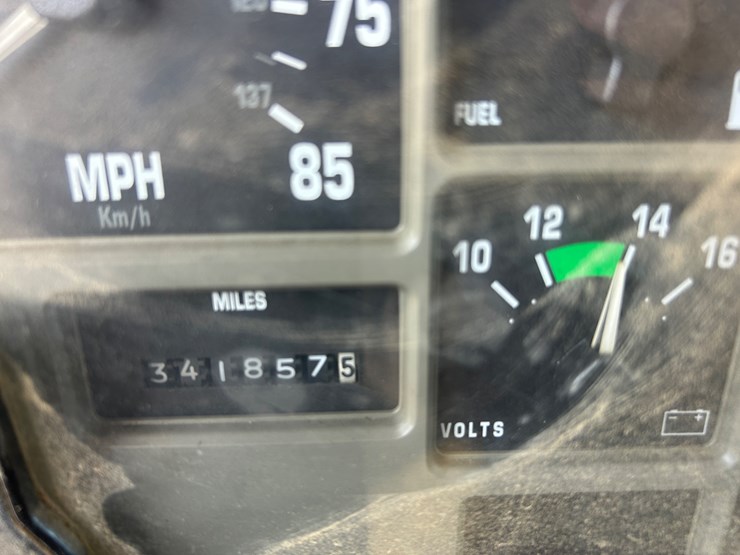 75
137
85
MPH
Km/h
FUEL
10
12
14
16
VOLTS
- +
MILES
3418575